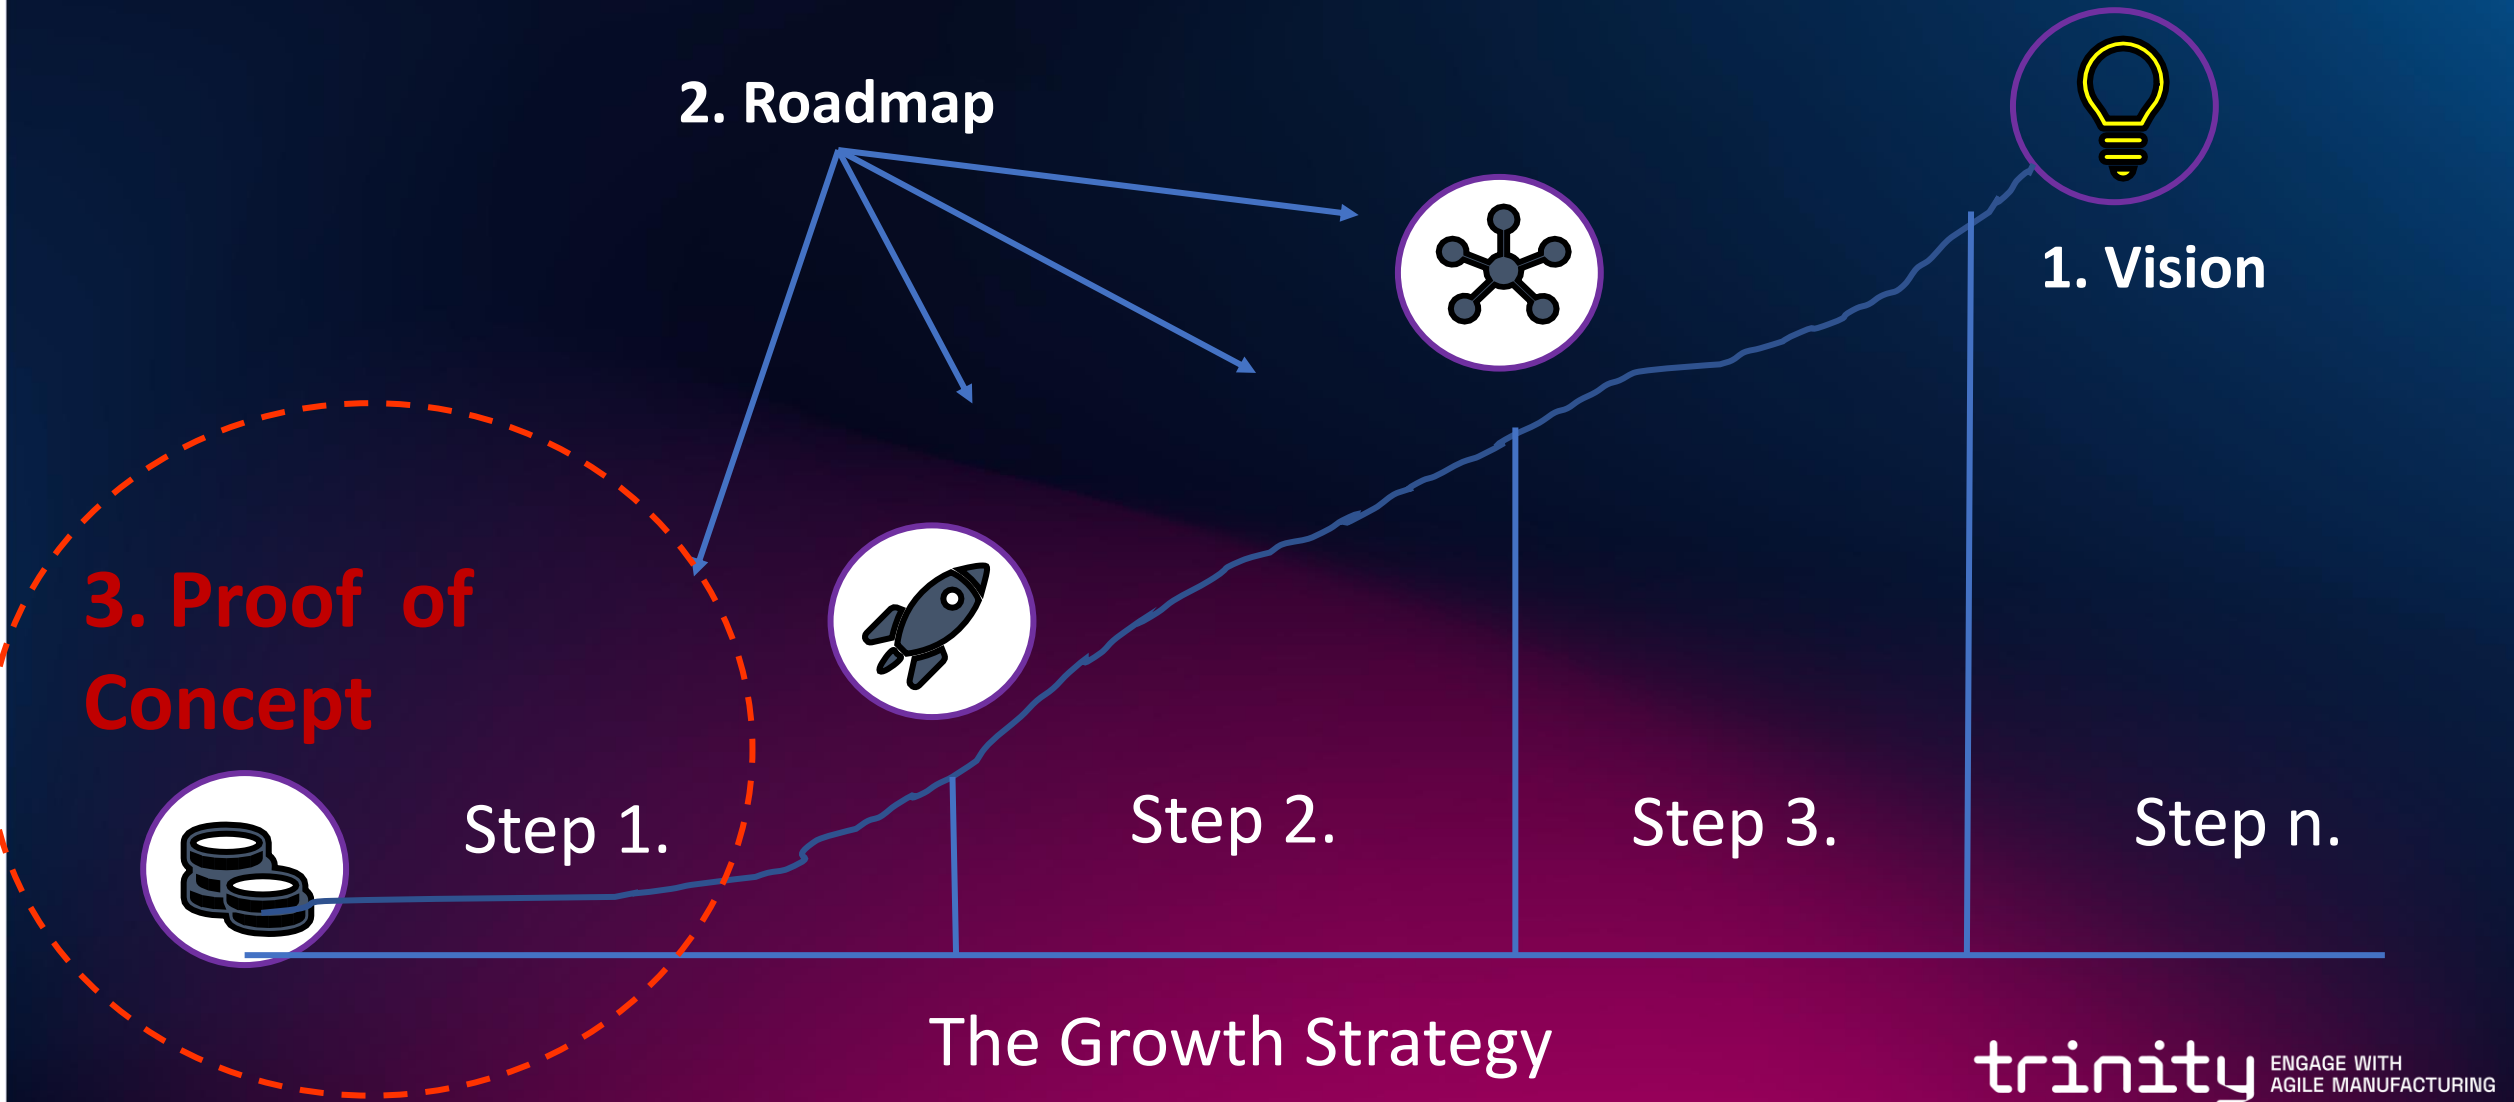 2. Roadmap
1. Vision
3. Proof of
Concept
Step 1.
Step 2.
Step 3.
Step n.
The Growth Strategy
trinity
ENGAGE WITH
AGILE MANUFACTURING